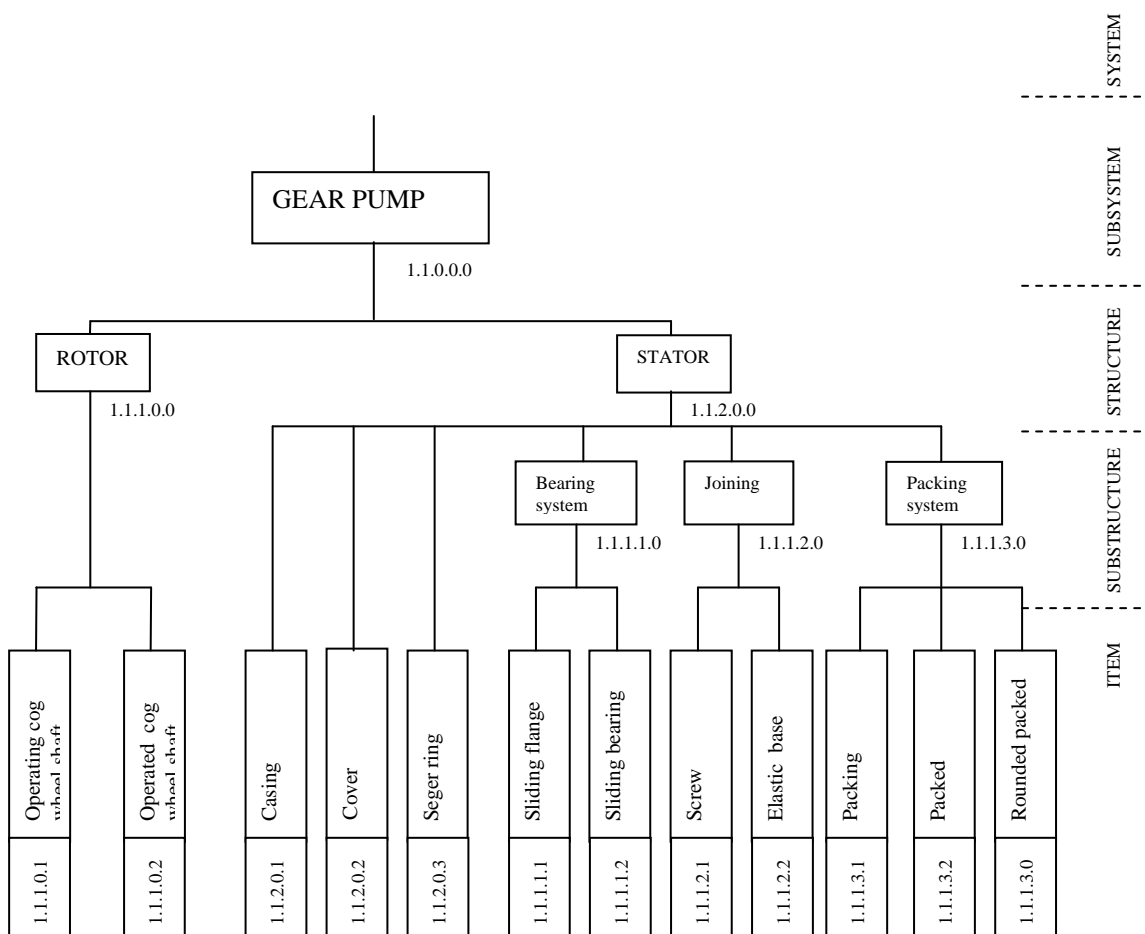 SYSTEM
GEAR PUMP
SUBSYSTEM
1.1.0.0.0
ROTOR
STATOR
STRUCTURE
1.1.1.0.0
1.1.2.0.0
Bearing
system
Joining
Packing
system
SUBSTRUCTURE
1.1.1.1.0
1.1.1.2.0
1.1.1.3.0
ITEM
Operating cog
wheel shaft
Operated cog
wheel shaft
Casing
Cover
Seger ring
Sliding flange
Sliding bearing
Screw
Elastic base
Packing
Packed
Rounded packed
1.1.1.0.1
1.1.1.0.2
1.1.2.0.1
1.1.2.0.2
1.1.2.0.3
1.1.1.1.1
1.1.1.1.2
1.1.1.2.1
1.1.1.2.2
1.1.1.3.1
1.1.1.3.2
1.1.1.3.0